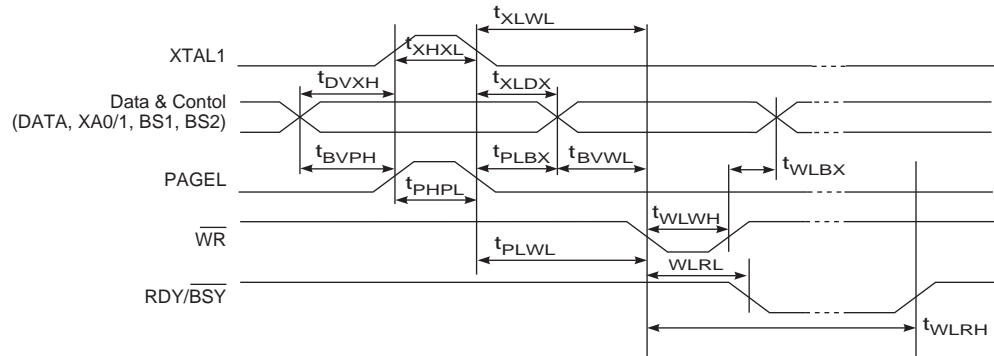 tXLWL
XTAL1
tXHXL
tDVXH
tXLDX
Data & Contol
(DATA, XA0/1, BS1, BS2)
tBVPH
tPLBX
tBVWL
tWLBX
PAGEL
tPHPL
tWLWH
WR
tPLWL
WLRL
RDY/BSY
tWLRH